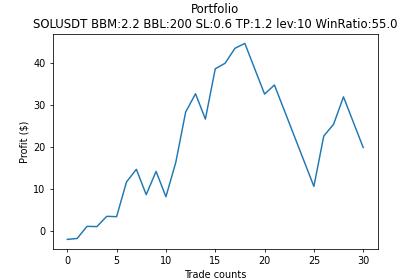 Portfolio
SOLUSDT BBM:2.2 BBL:200 SL:0.6 TP:1.2 lev:10 WinRatio:55.0
Profit ($)
40
30
20
10
0
0 5 10 15 20 25 30
Trade counts